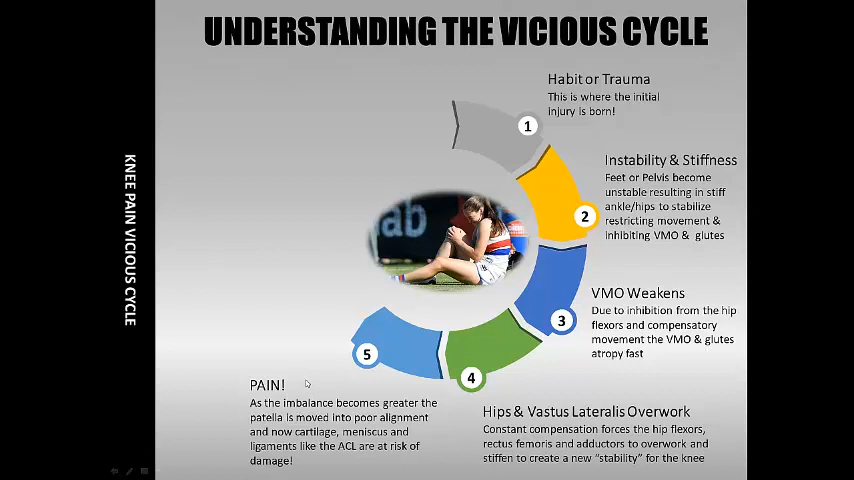 UNDERSTANDING THE VICIOUS CYCLE
KNEE PAIN VICIOUS CYCLE
1
Habit or Trauma
This is where the initial
injury is born!
2
Instability & Stiffness
Feet or Pelvis become
unstable resulting in stiff
ankle/hips to stabilize
restricting movement &
inhibiting VMO & glutes
3
VMO Weakens
Due to inhibition from the hip
flexors and compensatory
movement the VMO & glutes
atropy fast
4
Hips & Vastus Lateralis Overwork
Constant compensation forces the hip flexors,
rectus femoris and adductors to overwork and
stiffen to create a new “stability” for the knee
5
PAIN!
As the imbalance becomes greater the
patella is moved into poor alignment
and now cartilage, meniscus and
ligaments like the ACL are at risk of
damage!
ab